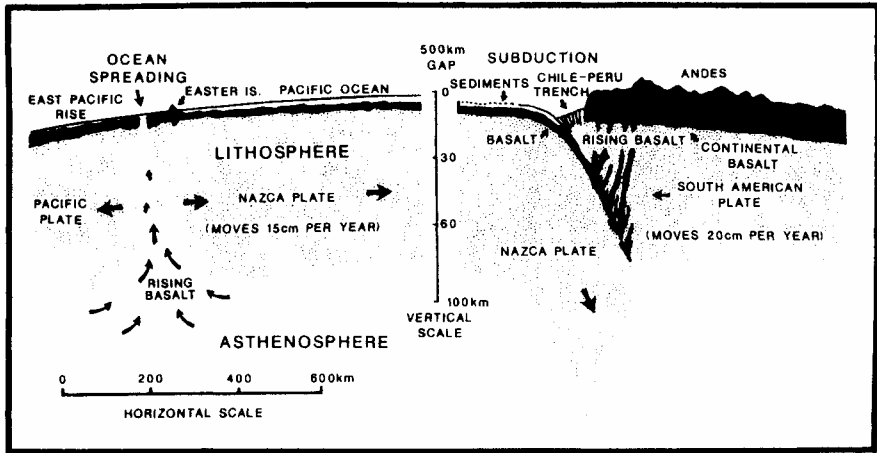 OCEAN
SPREADING
EAST PACIFIC
RISE
EASTER IS.
PACIFIC OCEAN
500km
GAP
SUBDUCTION
SEDIMENTS
CHILE-PERU
TRENCH
ANDES
0
30
60
100km
VERTICAL
SCALE
LITHOSPHERE
BASALT
RISING BASALT
CONTINENTAL
BASALT
PACIFIC
PLATE
NAZCA PLATE
(MOVES 15cm PER YEAR)
SOUTH AMERICAN
PLATE
(MOVES 20cm PER YEAR)
NAZCA PLATE
RISING
BASALT
ASTHENOSPHERE
0 200 400 600km
HORIZONTAL SCALE